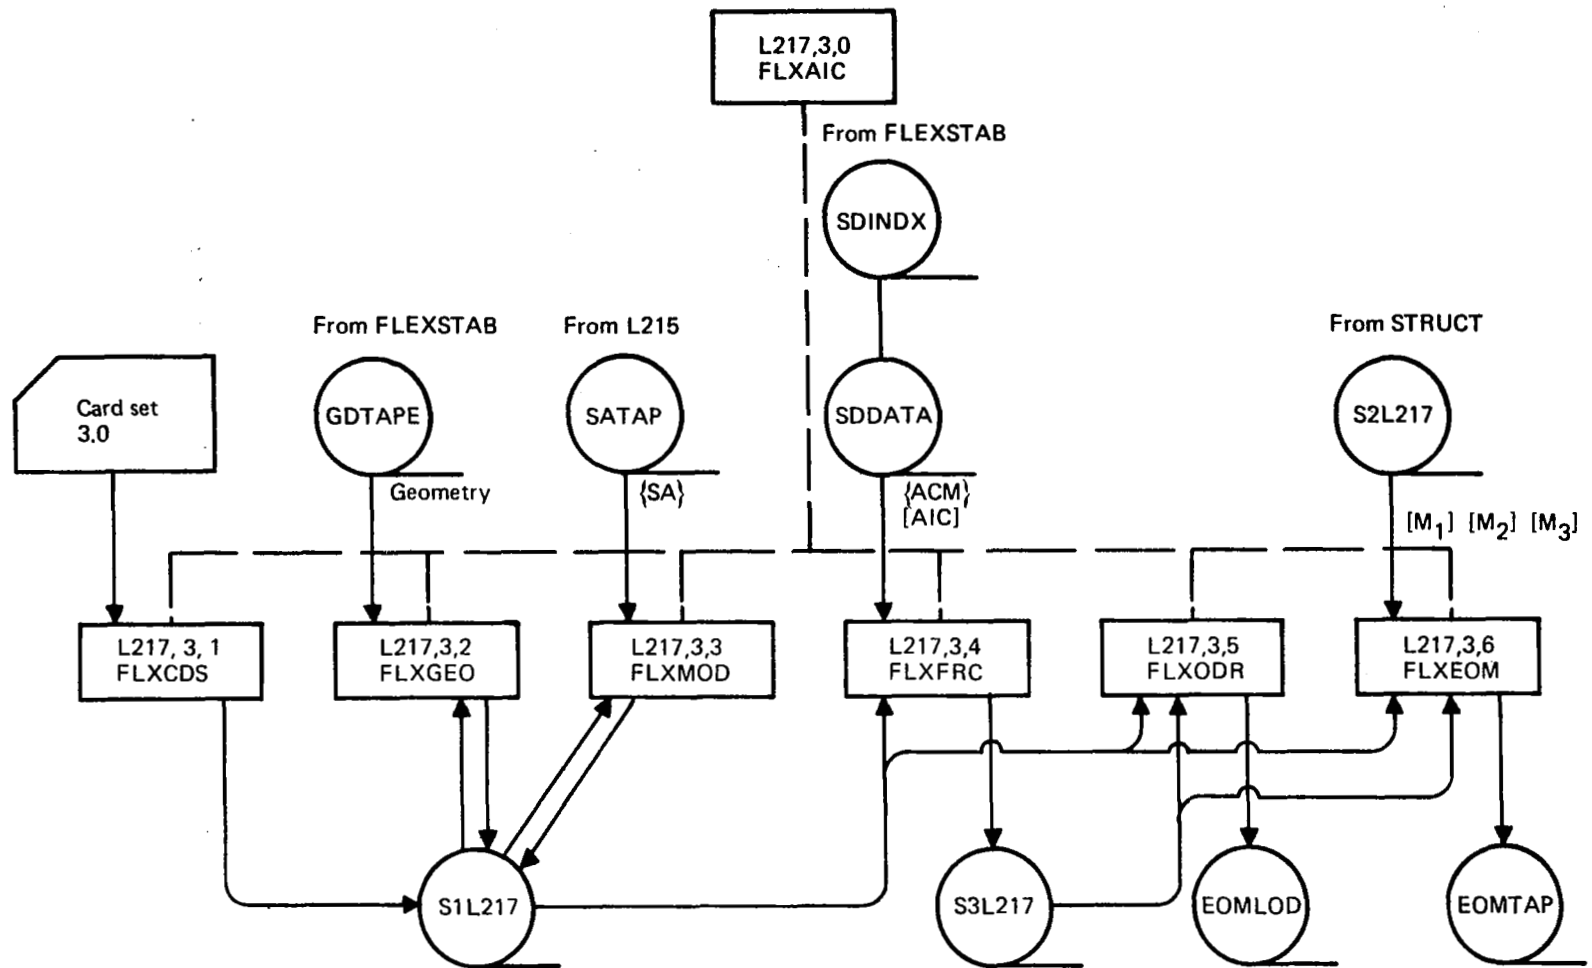 L217,3,0
FLXAIC
From FLEXSTAB
SDINDX
From FLEXSTAB
From L215
From STRUCT
Card set
3.0
GDTAPE
SATAP
SDDATA
S2L217
Geometry
{SA}
{ACM}
[AIC]
[M1] [M2] [M3]
L217, 3, 1
FLXCDS
L217,3,2
FLXGEO
L217,3,3
FLXMOD
L217,3,4
FLXFRC
L217,3,5
FLXODR
L217,3,6
FLXEOM
S1L217
S3L217
EOMLOD
EOMTAP